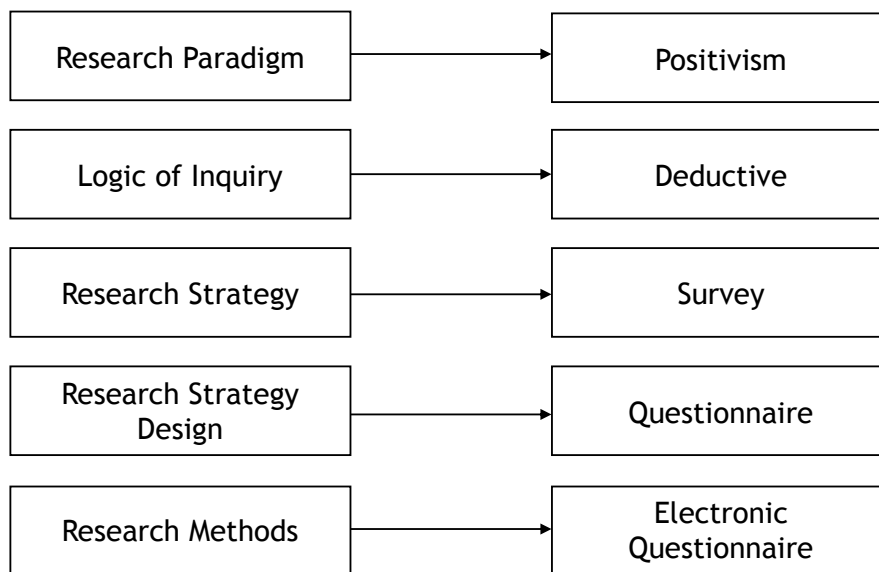 Research Paradigm
Positivism
Logic of Inquiry
Deductive
Research Strategy
Survey
Research Strategy
Design
Questionnaire
Research Methods
Electronic
Questionnaire